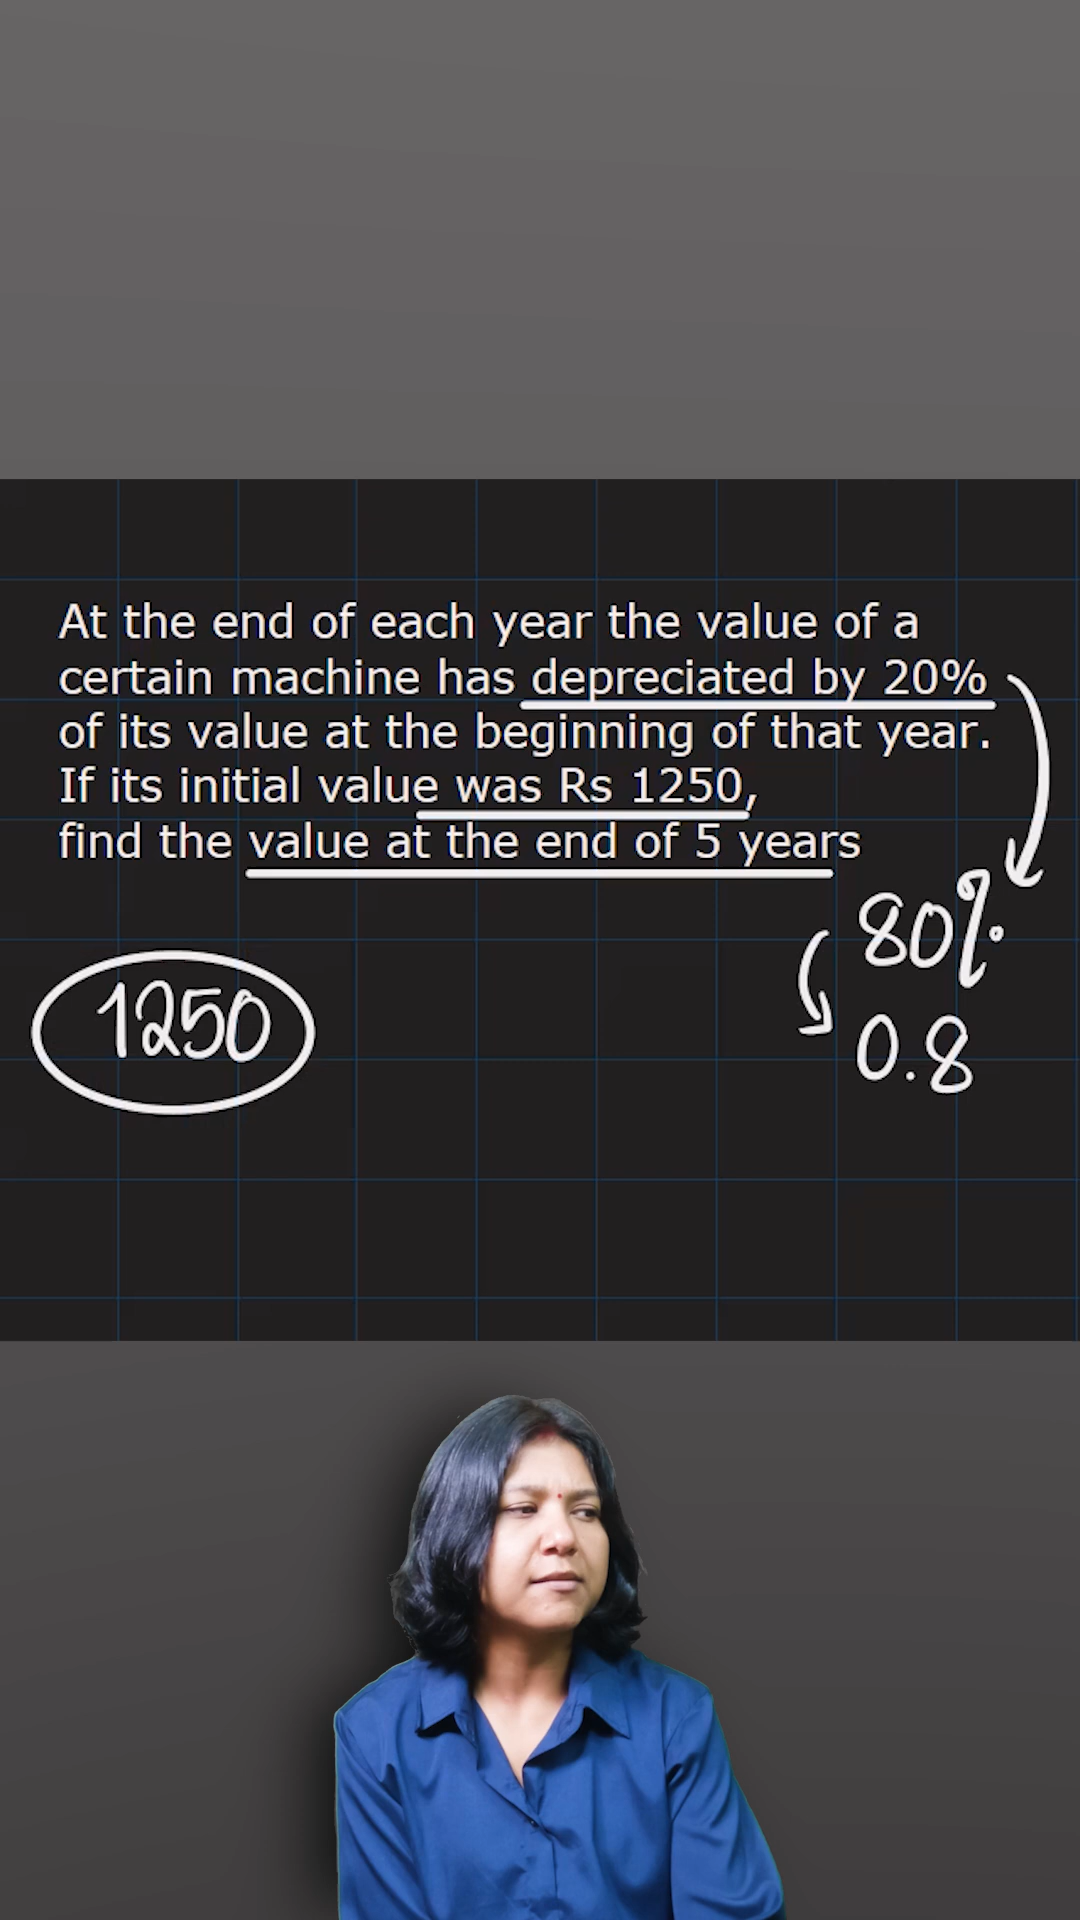 At the end of each year the value of a
certain machine has depreciated by 20%
of its value at the beginning of that year.
If its initial value was Rs 1250,
find the value at the end of 5 years
80%
1250
0.8